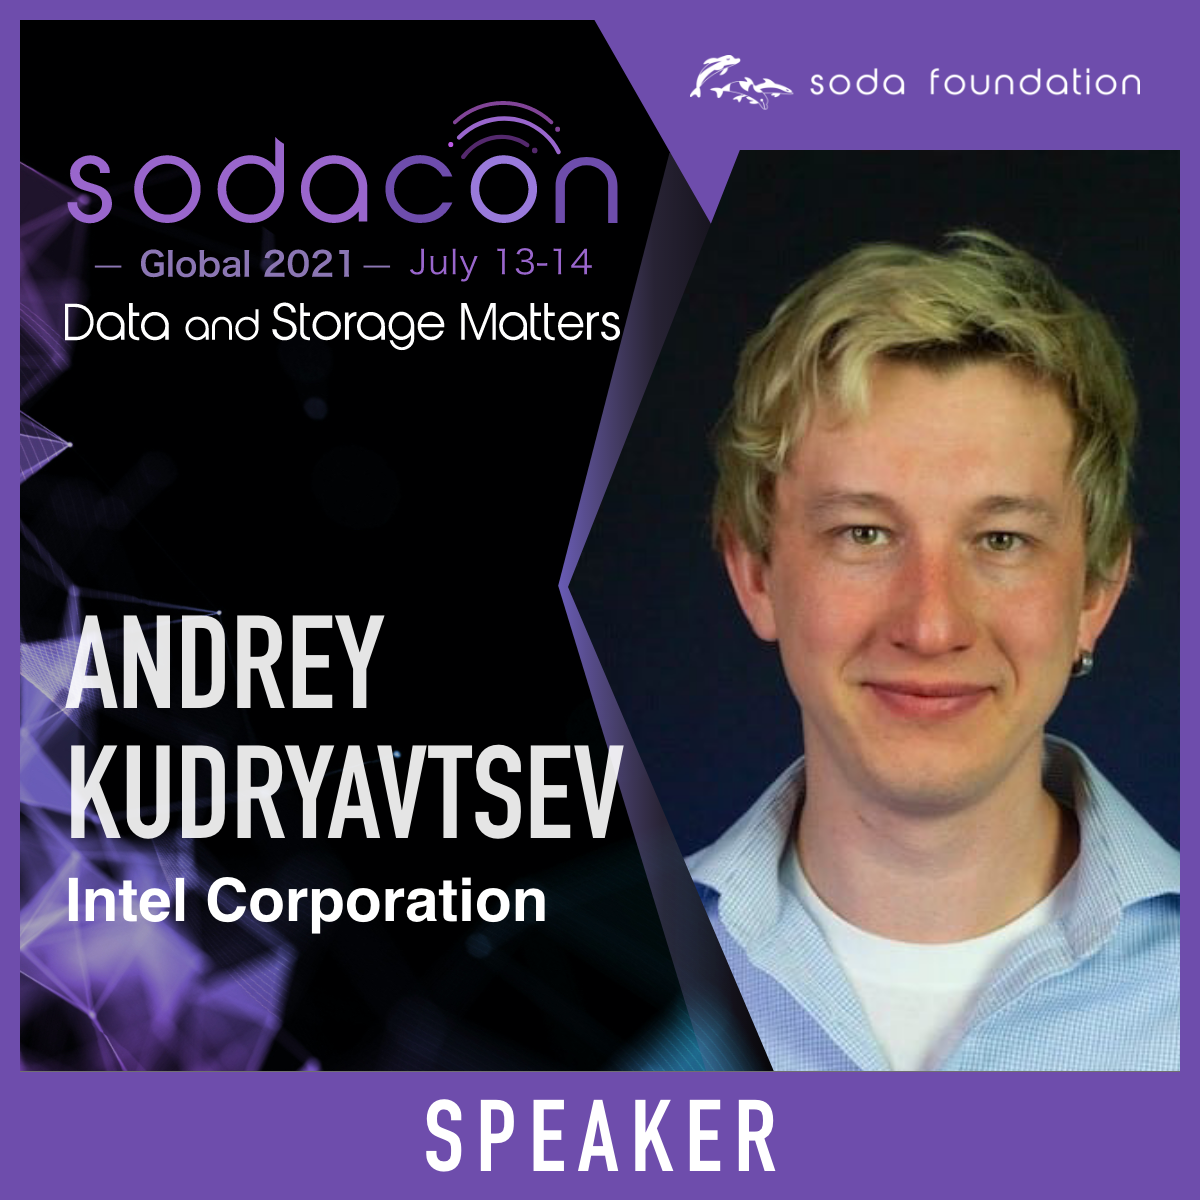 soda foundation
sodacon
— Global 2021 — July 13-14
Data and Storage Matters
ANDREY
KUDRYAVTSEV
Intel Corporation
SPEAKER